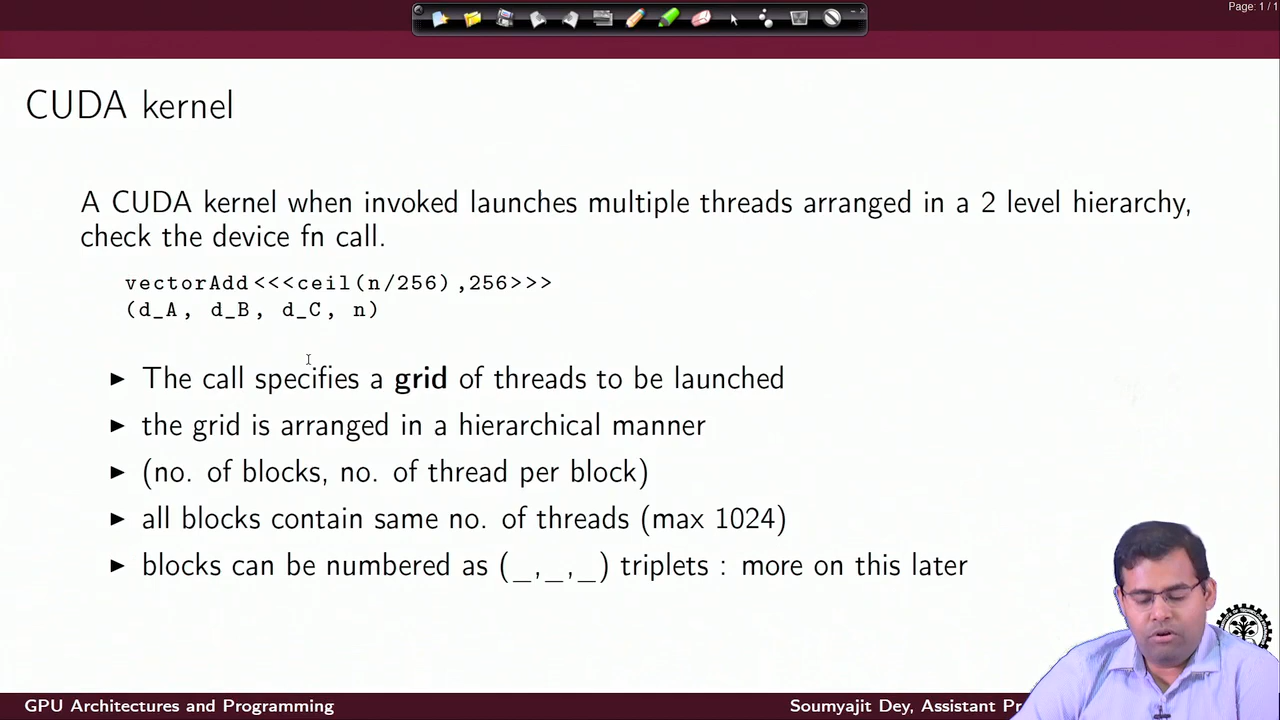 Page: 1 / 1
CUDA kernel
A CUDA kernel when invoked launches multiple threads arranged in a 2 level hierarchy,
check the device fn call.
vectorAdd<<<ceil(n/256),256>>>
(d_A, d_B, d_C, n)
► The call specifies a grid of threads to be launched
► the grid is arranged in a hierarchical manner
► (no. of blocks, no. of thread per block)
► all blocks contain same no. of threads (max 1024)
► blocks can be numbered as (_,_,_) triplets : more on this later
GPU Architectures and Programming
Soumyajit Dey, Assistant Pr